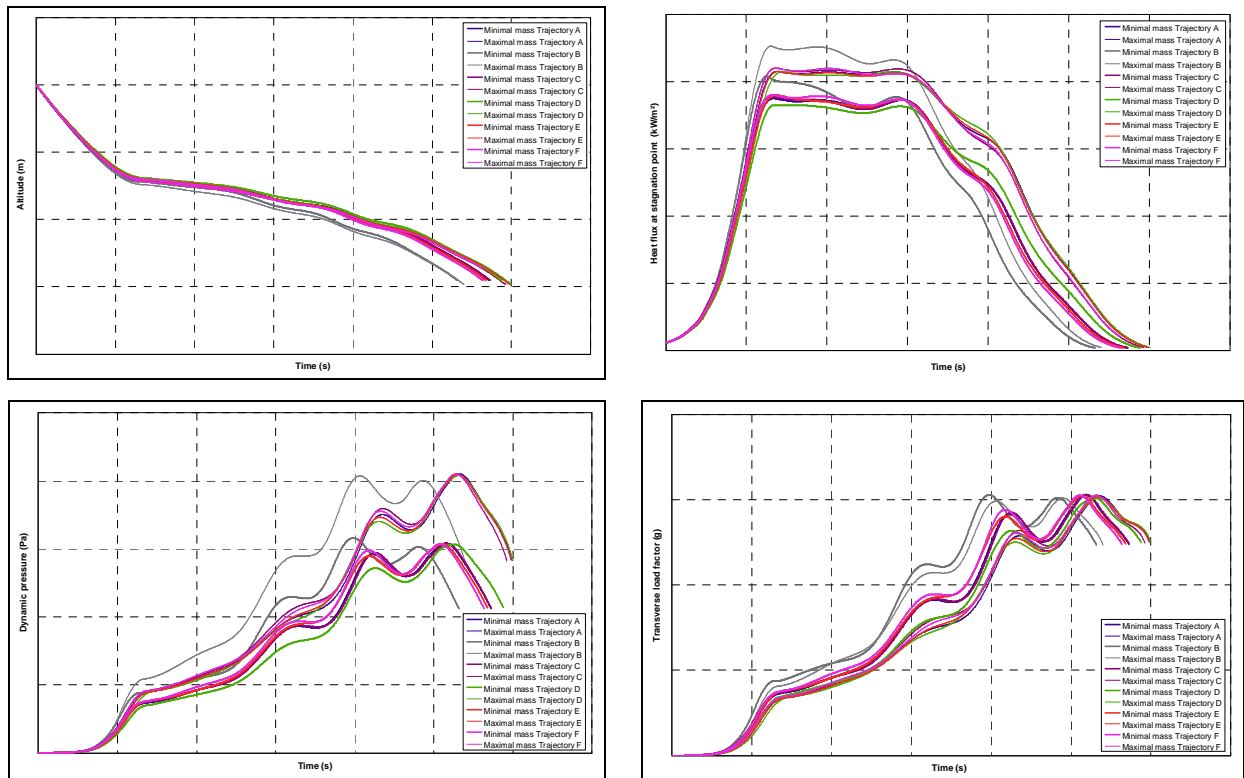 Altitude (m)
Time (s)
Minimal mass Trajectory A
Maximal mass Trajectory A
Minimal mass Trajectory B
Maximal mass Trajectory B
Minimal mass Trajectory C
Maximal mass Trajectory C
Minimal mass Trajectory D
Maximal mass Trajectory D
Minimal mass Trajectory E
Maximal mass Trajectory E
Minimal mass Trajectory F
Maximal mass Trajectory F
Heat flux at stagnation point (kW/m²)
Time (s)
Minimal mass Trajectory A
Maximal mass Trajectory A
Minimal mass Trajectory B
Maximal mass Trajectory B
Minimal mass Trajectory C
Maximal mass Trajectory C
Minimal mass Trajectory D
Maximal mass Trajectory D
Minimal mass Trajectory E
Maximal mass Trajectory E
Minimal mass Trajectory F
Maximal mass Trajectory F
Dynamic pressure (Pa)
Time (s)
Minimal mass Trajectory A
Maximal mass Trajectory A
Minimal mass Trajectory B
Maximal mass Trajectory B
Minimal mass Trajectory C
Maximal mass Trajectory C
Minimal mass Trajectory D
Maximal mass Trajectory D
Minimal mass Trajectory E
Maximal mass Trajectory E
Minimal mass Trajectory F
Maximal mass Trajectory F
Transverse load factor (g)
Time (s)
Minimal mass Trajectory A
Maximal mass Trajectory A
Minimal mass Trajectory B
Maximal mass Trajectory B
Minimal mass Trajectory C
Maximal mass Trajectory C
Minimal mass Trajectory D
Maximal mass Trajectory D
Minimal mass Trajectory E
Maximal mass Trajectory E
Minimal mass Trajectory F
Maximal mass Trajectory F